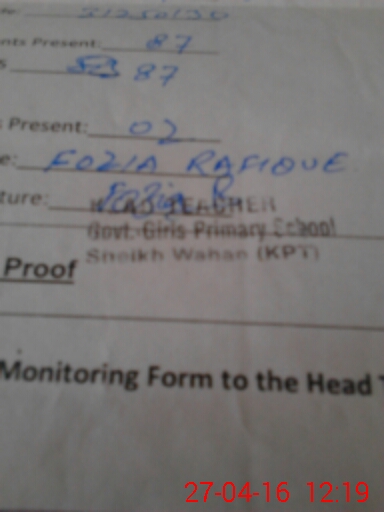 nts Present: 87
87
Present: 02
e: FOZIA RAFIQUE
ture: Fozia R
HEAD TEACHER
Govt. Girls Primary School
Sheikh Wahan (KPT)
Proof
Monitoring Form to the Head
27-04-16 12:19